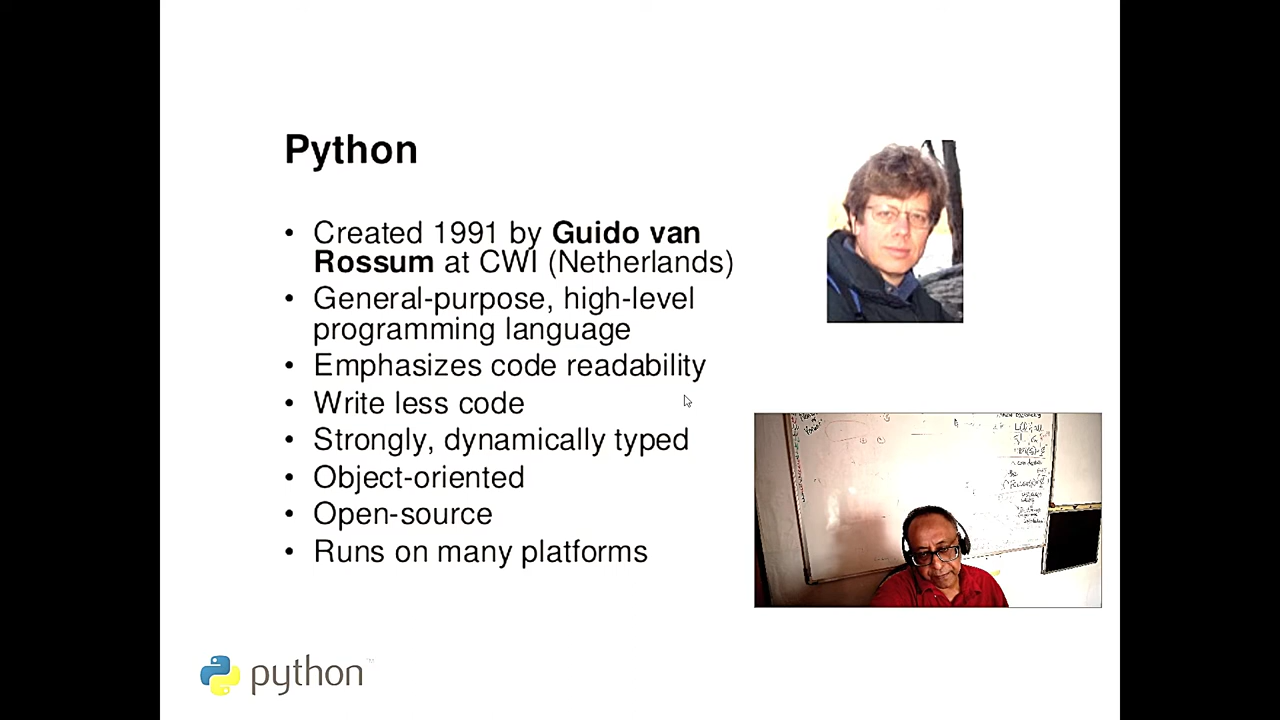 Python
• Created 1991 by Guido van
Rossum at CWI (Netherlands)
• General-purpose, high-level
programming language
• Emphasizes code readability
• Write less code
• Strongly, dynamically typed
• Object-oriented
• Open-source
• Runs on many platforms
python